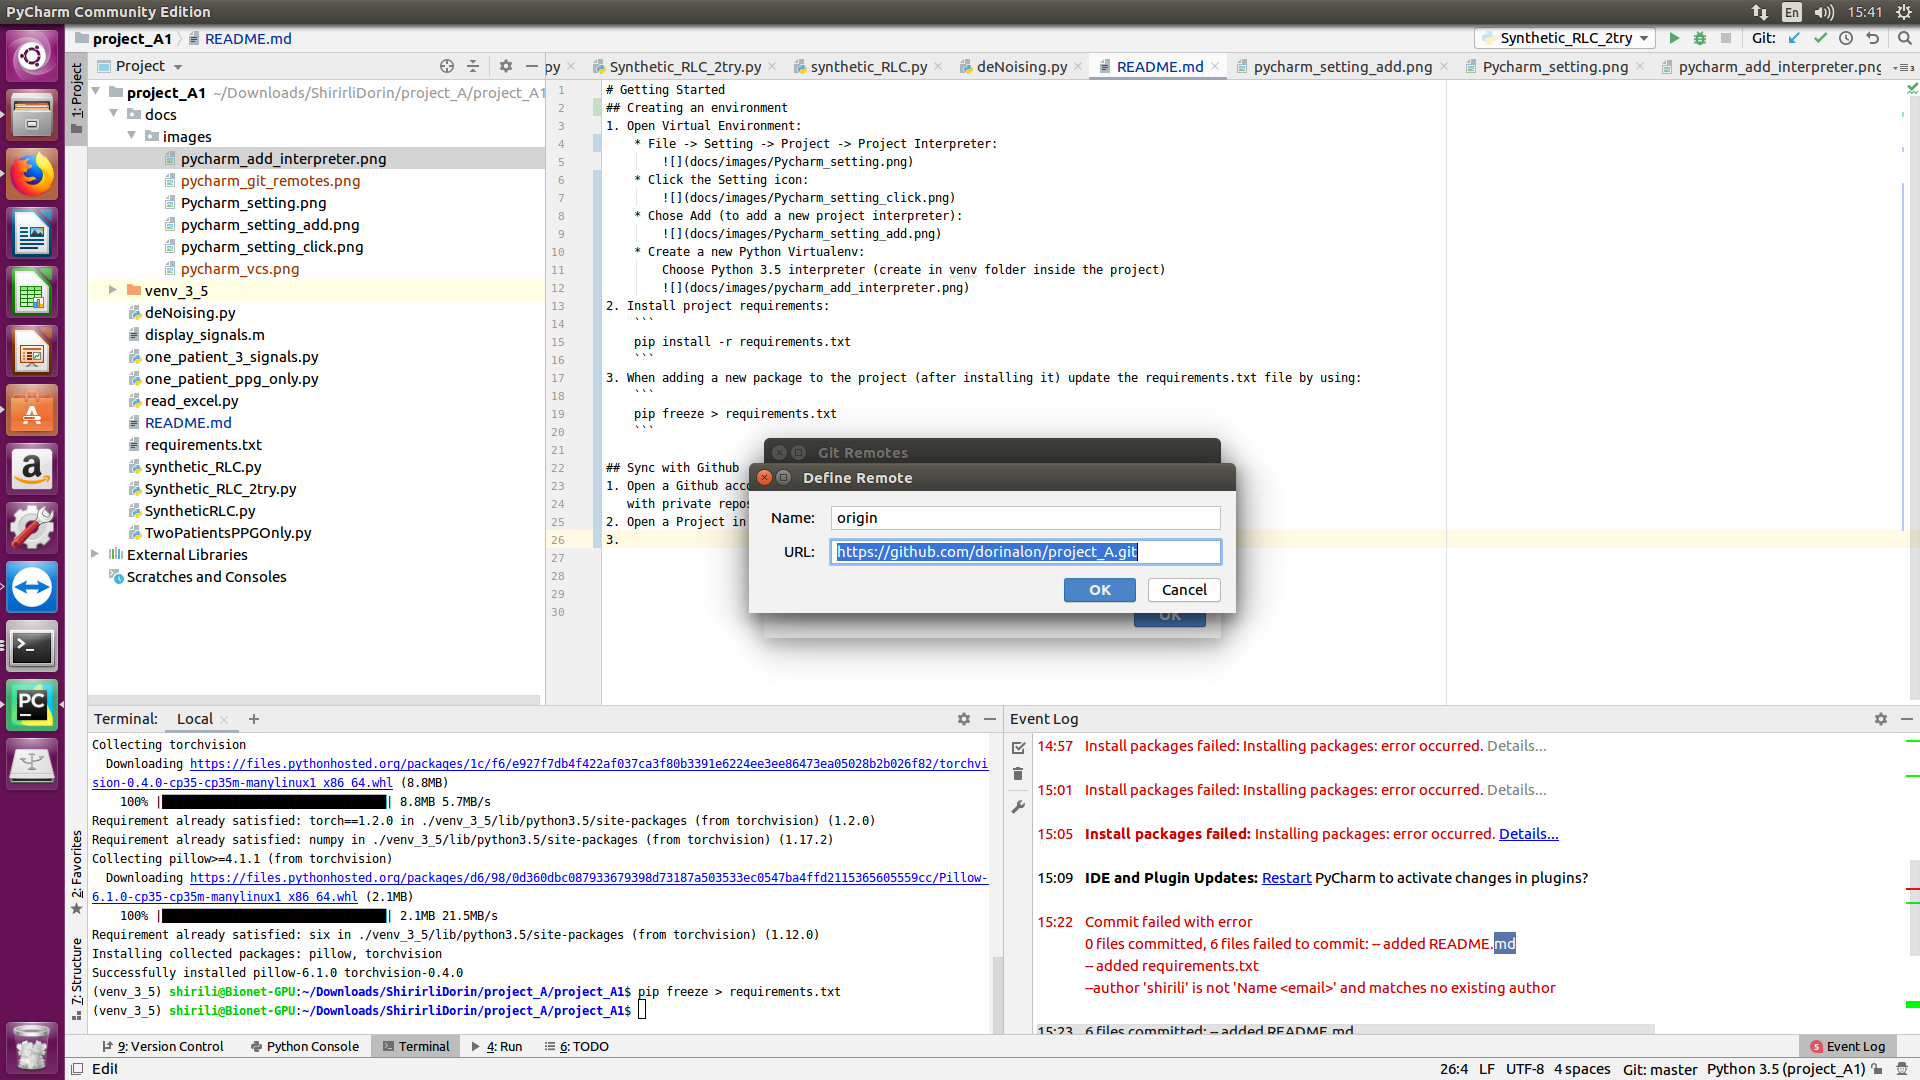 PyCharm Community Edition
En
15:41
project_A1
README.md
Synthetic_RLC_2try
Git:
Project
py
Synthetic_RLC_2try.py
synthetic_RLC.py
deNoising.py
README.md
pycharm_setting_add.png
Pycharm_setting.png
pycharm_add_interpreter.png
1: Project
project_A1 ~/Downloads/ShirirliDorin/project_A/project_A1
docs
images
pycharm_add_interpreter.png
pycharm_git_remotes.png
Pycharm_setting.png
pycharm_setting_add.png
pycharm_setting_click.png
pycharm_vcs.png
venv_3_5
deNoising.py
display_signals.m
one_patient_3_signals.py
one_patient_ppg_only.py
read_excel.py
README.md
requirements.txt
synthetic_RLC.py
Synthetic_RLC_2try.py
SyntheticRLC.py
TwoPatientsPPGOnly.py
External Libraries
Scratches and Consoles
1 # Getting Started
2 ## Creating an environment
3 1. Open Virtual Environment:
4 * File -> Setting -> Project -> Project Interpreter:
5 ![](docs/images/Pycharm_setting.png)
6 * Click the Setting icon:
7 ![](docs/images/Pycharm_setting_click.png)
8 * Chose Add (to add a new project interpreter):
9 ![](docs/images/Pycharm_setting_add.png)
10 * Create a new Python Virtualenv:
11 Choose Python 3.5 interpreter (create in venv folder inside the project)
12 ![](docs/images/pycharm_add_interpreter.png)
13 2. Install project requirements:
14 ```
15 pip install -r requirements.txt
16 ```
17 3. When adding a new package to the project (after installing it) update the requirements.txt file by using:
18 ```
19 pip freeze > requirements.txt
20 ```
21
22 ## Sync with Github
23 1. Open a Github acco
24 with private repos
25 2. Open a Project in
26 3.
27
28
29
30
Git Remotes
Define Remote
Name: origin
URL: https://github.com/dorinalon/project_A.git
OK Cancel
OK
Terminal: Local +
Collecting torchvision
Downloading https://files.pythonhosted.org/packages/1c/f6/e927f7db4f422af037ca3f80b3391e6224ee3ee86473ea05028b2b026f82/torchvi
sion-0.4.0-cp35-cp35m-manylinux1_x86_64.whl (8.8MB)
100% || 8.8MB 5.7MB/s
Requirement already satisfied: torch==1.2.0 in ./venv_3_5/lib/python3.5/site-packages (from torchvision) (1.2.0)
Requirement already satisfied: numpy in ./venv_3_5/lib/python3.5/site-packages (from torchvision) (1.17.2)
Collecting pillow>=4.1.1 (from torchvision)
Downloading https://files.pythonhosted.org/packages/d6/98/0d360dbc087933679398d73187a503533ec0547ba4ffd2115365605559cc/Pillow-
6.1.0-cp35-cp35m-manylinux1_x86_64.whl (2.1MB)
100% || 2.1MB 21.5MB/s
Requirement already satisfied: six in ./venv_3_5/lib/python3.5/site-packages (from torchvision) (1.12.0)
Installing collected packages: pillow, torchvision
Successfully installed pillow-6.1.0 torchvision-0.4.0
(venv_3_5) shirili@Bionet-GPU:~/Downloads/ShirirliDorin/project_A/project_A1$ pip freeze > requirements.txt
(venv_3_5) shirili@Bionet-GPU:~/Downloads/ShirirliDorin/project_A/project_A1$
2: Favorites
7: Structure
Event Log
14:57 Install packages failed: Installing packages: error occurred. Details...
15:01 Install packages failed: Installing packages: error occurred. Details...
15:05 Install packages failed: Installing packages: error occurred. Details...
15:09 IDE and Plugin Updates: Restart PyCharm to activate changes in plugins?
15:22 Commit failed with error
0 files committed, 6 files failed to commit: -- added README.md
-- added requirements.txt
--author 'shirili' is not 'Name <email>' and matches no existing author
15:23 6 files committed: -- added README.md
9: Version Control
Python Console
Terminal
4: Run
6: TODO
5 Event Log
Edit
26:4 LF UTF-8 4 spaces Git: master Python 3.5 (project_A1)